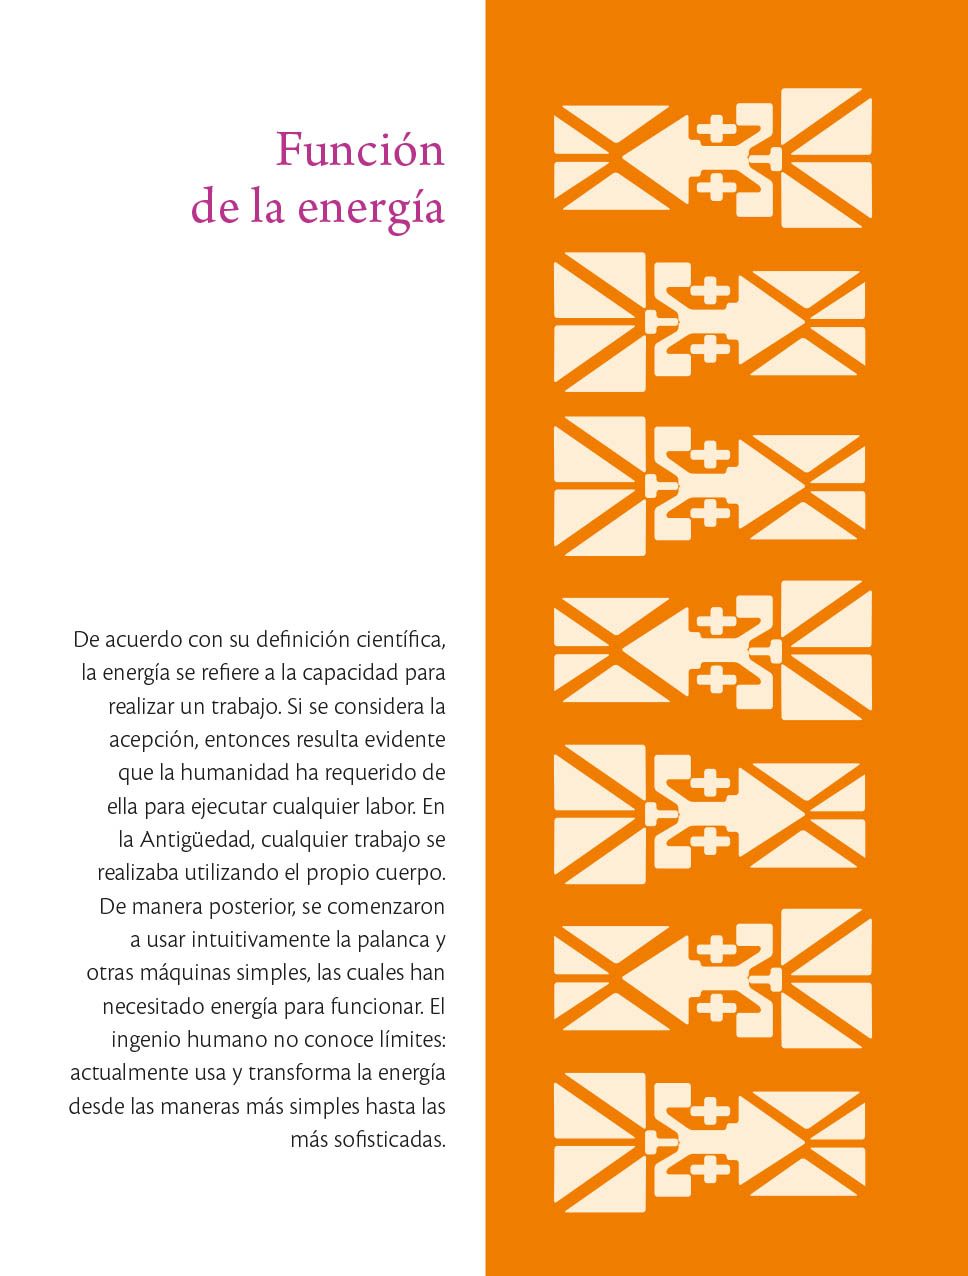 Función
de la energía
De acuerdo con su definición científica,
la energía se refiere a la capacidad para
realizar un trabajo. Si se considera la
acepción, entonces resulta evidente
que la humanidad ha requerido de
ella para ejecutar cualquier labor. En
la Antigüedad, cualquier trabajo se
realizaba utilizando el propio cuerpo.
De manera posterior, se comenzaron
a usar intuitivamente la palanca y
otras máquinas simples, las cuales han
necesitado energía para funcionar. El
ingenio humano no conoce límites:
actualmente usa y transforma la energía
desde las maneras más simples hasta las
más sofisticadas.